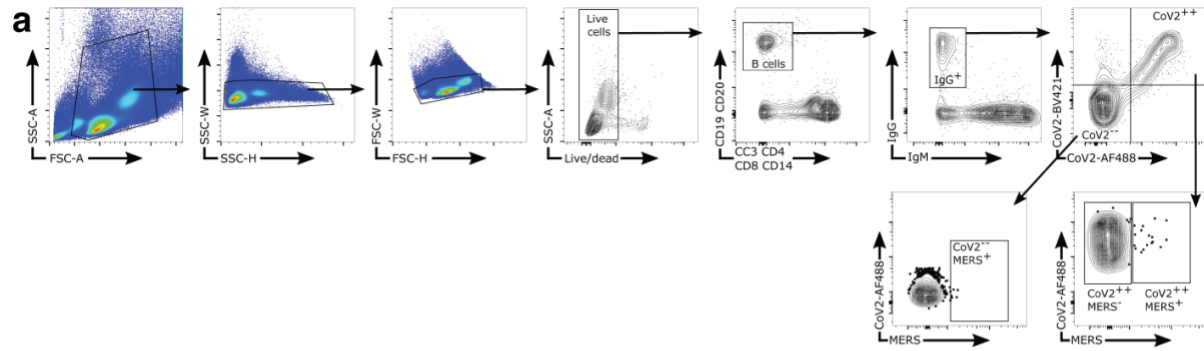 a
SSC-A
FSC-A
SSC-W
SSC-H
FSC-W
FSC-H
SSC-A
Live
cells
Live/dead
CD19 CD20
B cells
CC3 CD4
CD8 CD14
IgG
IgG+
IgM
CoV2-BV421
CoV2++
CoV2--
CoV2-AF488
CoV2-AF488
CoV2--
MERS+
MERS
CoV2-AF488
CoV2++
MERS-
CoV2++
MERS+
MERS